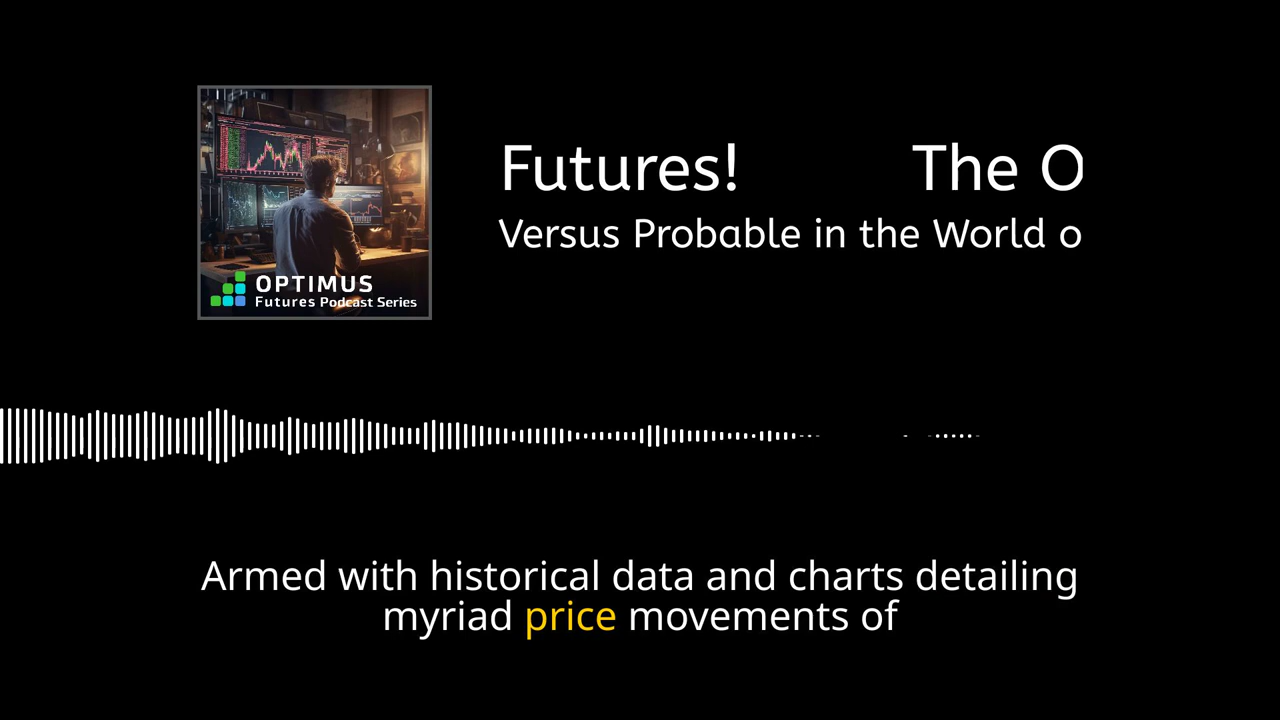 OPTIMUS
Futures Podcast Series
Futures! The O
Versus Probable in the World o
Armed with historical data and charts detailing
myriad price movements of